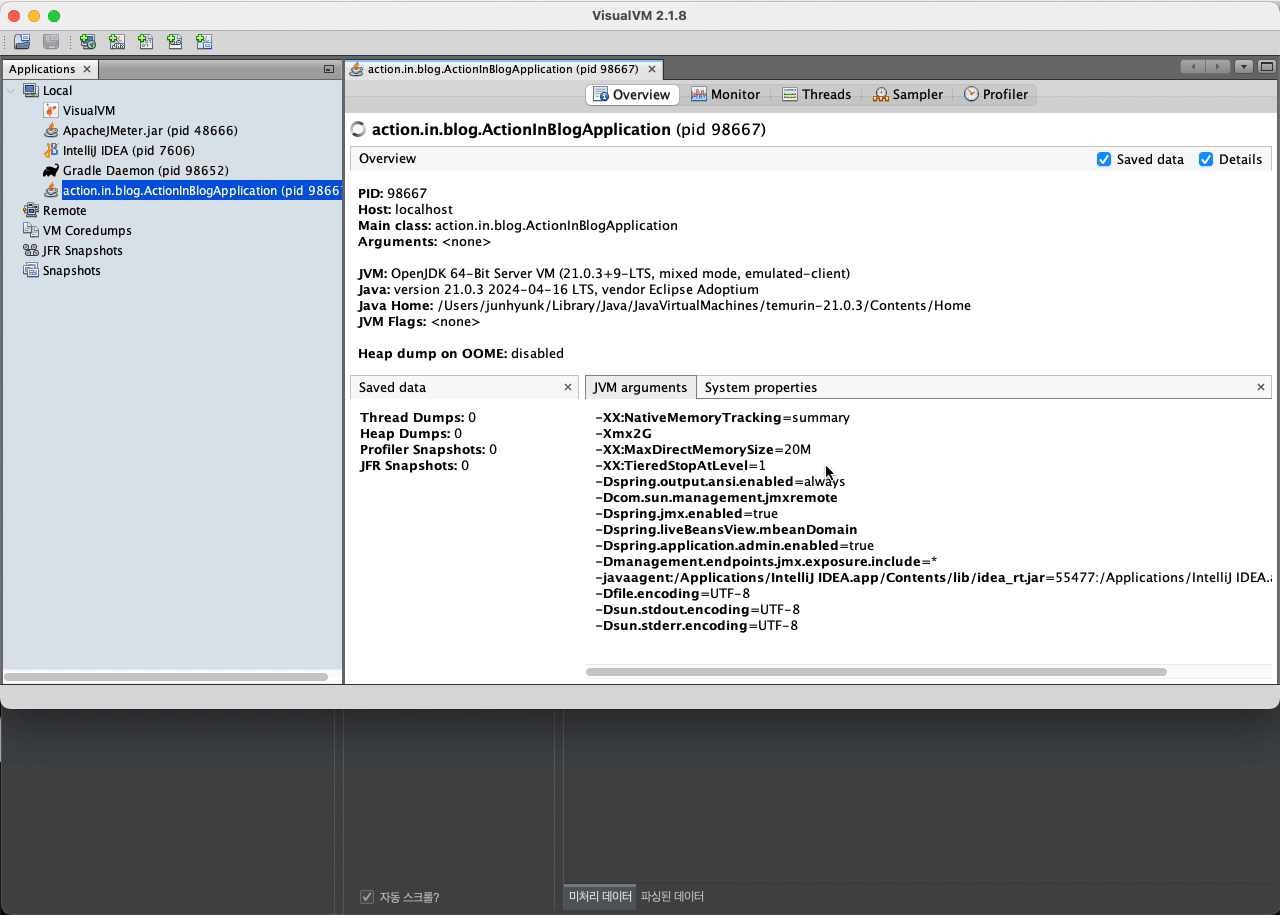 VisualVM 2.1.8
Applications
action.in.blog.ActionInBlogApplication (pid 98667)
Local
VisualVM
ApacheJMeter.jar (pid 48666)
IntelliJ IDEA (pid 7606)
Gradle Daemon (pid 98652)
action.in.blog.ActionInBlogApplication (pid 9866
Remote
VM Coredumps
JFR Snapshots
Snapshots
Overview
Monitor
Threads
Sampler
Profiler
action.in.blog.ActionInBlogApplication (pid 98667)
Overview
Saved data
Details
PID: 98667
Host: localhost
Main class: action.in.blog.ActionInBlogApplication
Arguments: <none>
JVM: OpenJDK 64-Bit Server VM (21.0.3+9-LTS, mixed mode, emulated-client)
Java: version 21.0.3 2024-04-16 LTS, vendor Eclipse Adoptium
Java Home: /Users/junhyunk/Library/Java/JavaVirtualMachines/temurin-21.0.3/Contents/Home
JVM Flags: <none>
Heap dump on OOME: disabled
Saved data
Thread Dumps: 0
Heap Dumps: 0
Profiler Snapshots: 0
JFR Snapshots: 0
JVM arguments
System properties
-XX:NativeMemoryTracking=summary
-Xmx2G
-XX:MaxDirectMemorySize=20M
-XX:TieredStopAtLevel=1
-Dspring.output.ansi.enabled=always
-Dcom.sun.management.jmxremote
-Dspring.jmx.enabled=true
-Dspring.liveBeansView.mbeanDomain
-Dspring.application.admin.enabled=true
-Dmanagement.endpoints.jmx.exposure.include=*
-javaagent:/Applications/IntelliJ IDEA.app/Contents/lib/idea_rt.jar=55477:/Applications/IntelliJ IDEA.a
-Dfile.encoding=UTF-8
-Dsun.stdout.encoding=UTF-8
-Dsun.stderr.encoding=UTF-8
자동 스크롤?
미처리 데이터
파싱된 데이터